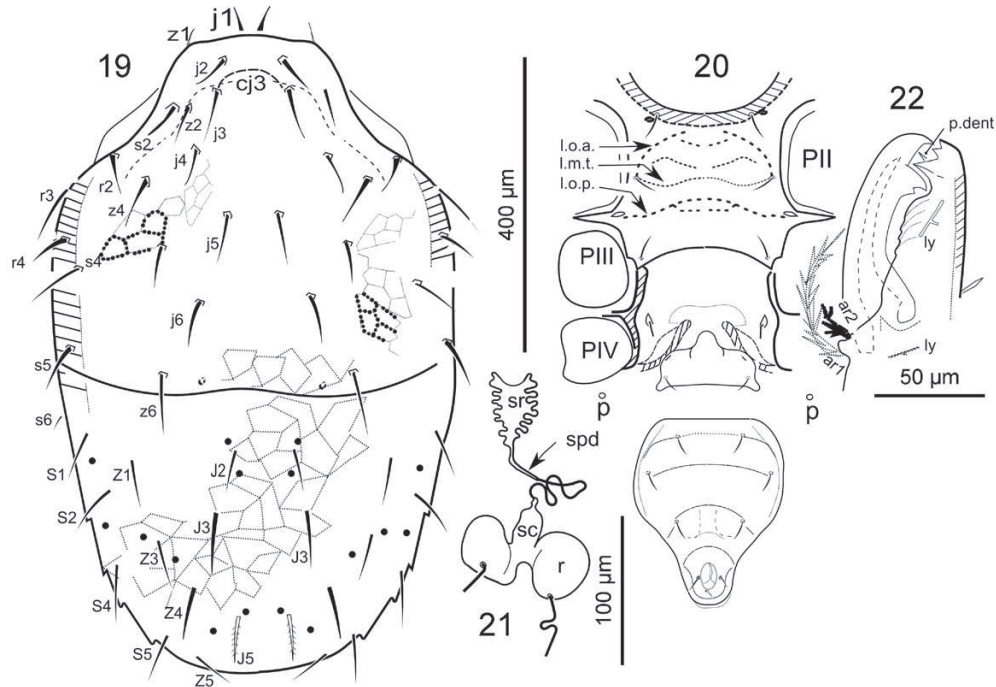 19
j1
z1
j2
cj3
z2
s2
j3
j4
r2
r3
z4
r4
s4
j5
j6
s5
z6
s6
S1
Z1
J2
S2
J3
J3
Z3
S4
Z4
S5
J5
Z5
400 µm
20
l.o.a.
l.m.t.
l.o.p.
PII
PIII
PIV
p
p
22
p.dent
ly
ar2
ar1
ly
50 µm
sr
spd
sc
r
21
100 µm